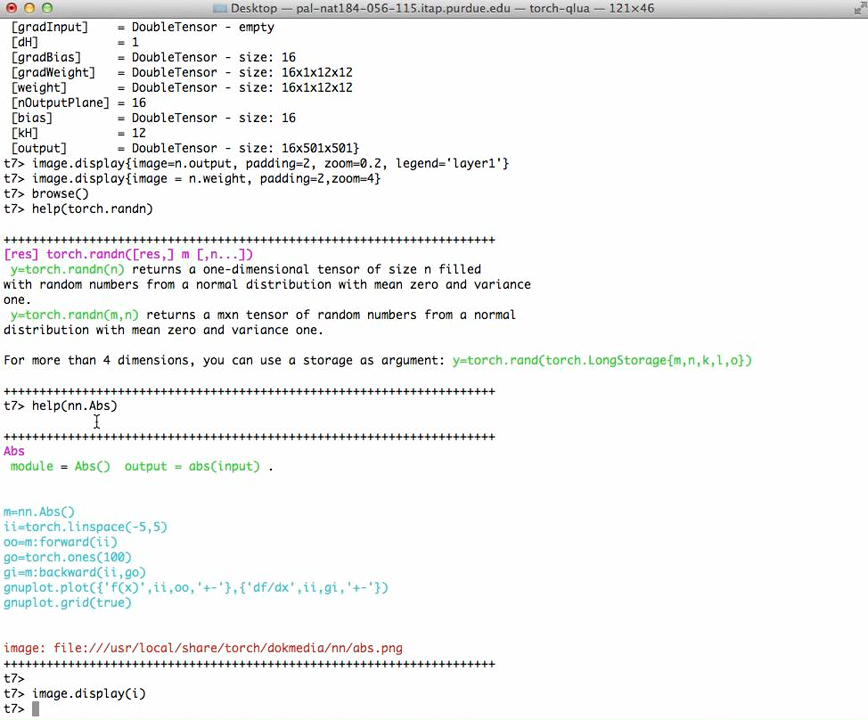 Desktop — pal-nat184-056-115.itap.purdue.edu — torch-qlua — 121×46
[gradInput]    = DoubleTensor - empty
[dH]           = 1
[gradBias]     = DoubleTensor - size: 16
[gradWeight]   = DoubleTensor - size: 16x1x12x12
[weight]       = DoubleTensor - size: 16x1x12x12
[nOutputPlane] = 16
[bias]         = DoubleTensor - size: 16
[kH]           = 12
[output]       = DoubleTensor - size: 16x501x501}
t7> image.display{image=n.output, padding=2, zoom=0.2, legend='layer1'}
t7> image.display{image = n.weight, padding=2,zoom=4}
t7> browse()
t7> help(torch.randn)
++++++++++++++++++++++++++++++++++++++++++++++++++++++++++++++++++++
[res] torch.randn([res,] m [,n...])
y=torch.randn(n) returns a one-dimensional tensor of size n filled
with random numbers from a normal distribution with mean zero and variance
one.
y=torch.randn(m,n) returns a mxn tensor of random numbers from a normal
distribution with mean zero and variance one.
For more than 4 dimensions, you can use a storage as argument: y=torch.rand(torch.LongStorage{m,n,k,l,o})
++++++++++++++++++++++++++++++++++++++++++++++++++++++++++++++++++++
t7> help(nn.Abs)
++++++++++++++++++++++++++++++++++++++++++++++++++++++++++++++++++++
Abs
module = Abs()  output = abs(input) .
m=nn.Abs()
ii=torch.linspace(-5,5)
oo=m:forward(ii)
go=torch.ones(100)
gi=m:backward(ii,go)
gnuplot.plot({'f(x)',ii,oo,'+-'},{'df/dx',ii,gi,'+-'})
gnuplot.grid(true)
image: file:///usr/local/share/torch/dokmedia/nn/abs.png
++++++++++++++++++++++++++++++++++++++++++++++++++++++++++++++++++++
t7>
t7> image.display(i)
t7>